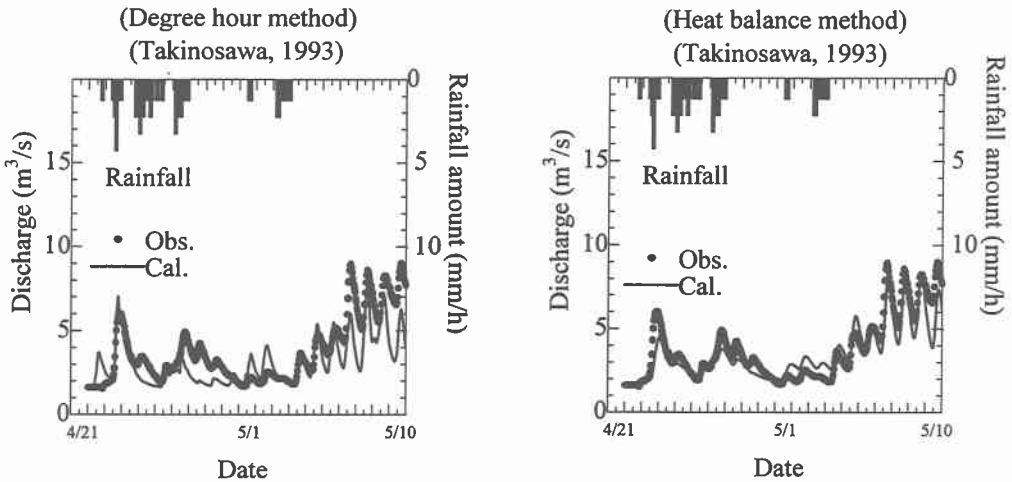 (Degree hour method)
(Takinosawa, 1993)
Discharge (m³/s)
15
10
5
0
Rainfall
Obs.
Cal.
0
5
10
Rainfall amount (mm/h)
4/21
5/1
5/10
Date
(Heat balance method)
(Takinosawa, 1993)
Discharge (m³/s)
15
10
5
0
Rainfall
Obs.
Cal.
0
5
10
Rainfall amount (mm/h)
4/21
5/1
5/10
Date